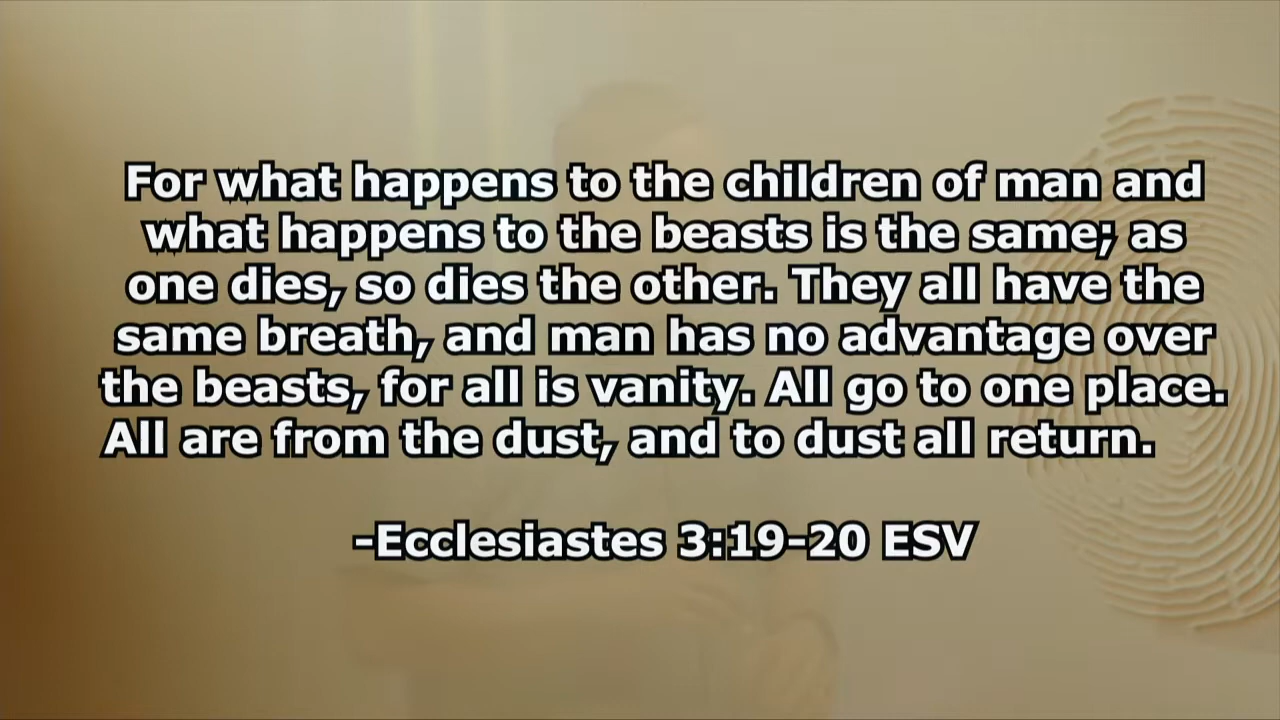 For what happens to the children of man and
what happens to the beasts is the same; as
one dies, so dies the other. They all have the
same breath, and man has no advantage over
the beasts, for all is vanity. All go to one place.
All are from the dust, and to dust all return.
-Ecclesiastes 3:19-20 ESV